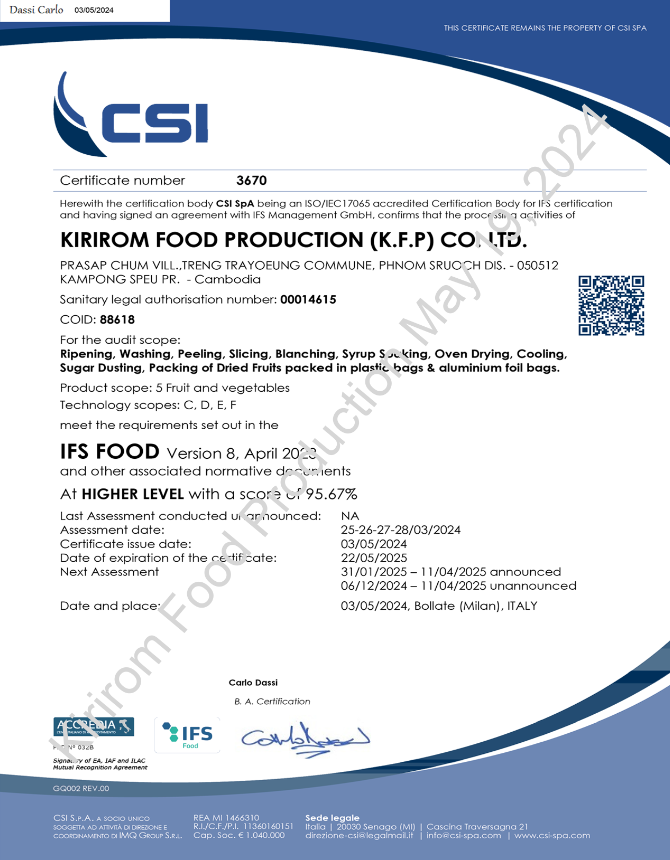 Dassi Carlo 03/05/2024
THIS CERTIFICATE REMAINS THE PROPERTY OF CSI SPA
CSI
Certificate number 3670
Herewith the certification body CSI SpA being an ISO/IEC17065 accredited Certification Body for IFS certification
and having signed an agreement with IFS Management GmbH, confirms that the processing activities of
KIRIROM FOOD PRODUCTION (K.F.P) CO. LTD.
PRASAP CHUM VILL.,TRENG TRAYOEUNG COMMUNE, PHNOM SRUOCH DIS. - 050512
KAMPONG SPEU PR. - Cambodia
Sanitary legal authorisation number: 00014615
COID: 88618
For the audit scope:
Ripening, Washing, Peeling, Slicing, Blanching, Syrup Soaking, Oven Drying, Cooling,
Sugar Dusting, Packing of Dried Fruits packed in plastic bags & aluminium foil bags.
Product scope: 5 Fruit and vegetables
Technology scopes: C, D, E, F
meet the requirements set out in the
IFS FOOD Version 8, April 2023
and other associated normative documents
At HIGHER LEVEL with a score of 95.67%
Last Assessment conducted unannounced: NA
Assessment date: 25-26-27-28/03/2024
Certificate issue date: 03/05/2024
Date of expiration of the certificate: 22/05/2025
Next Assessment 31/01/2025 – 11/04/2025 announced
06/12/2024 – 11/04/2025 unannounced
Date and place: 03/05/2024, Bollate (Milan), ITALY
Kirirom Food Production May 19, 2024
Carlo Dassi
B. A. Certification
ACCREDIA
IFS
Food
N° 032B
Signatory of EA, IAF and ILAC
Mutual Recognition Agreement
GQ002 REV.00
CSI S.P.A. A SOCIO UNICO
SOGGETTA AD ATTIVITÀ DI DIREZIONE E
COORDINAMENTO DI IMQ GROUP S.R.L.
REA MI 1466310
R.I./C.F./P.I. 11360160151
Cap. Soc. € 1.040.000
Sede legale
Italia | 20030 Senago (MI) | Cascina Traversagna 21
direzione-csi@legalmail.it | info@csi-spa.com | www.csi-spa.com